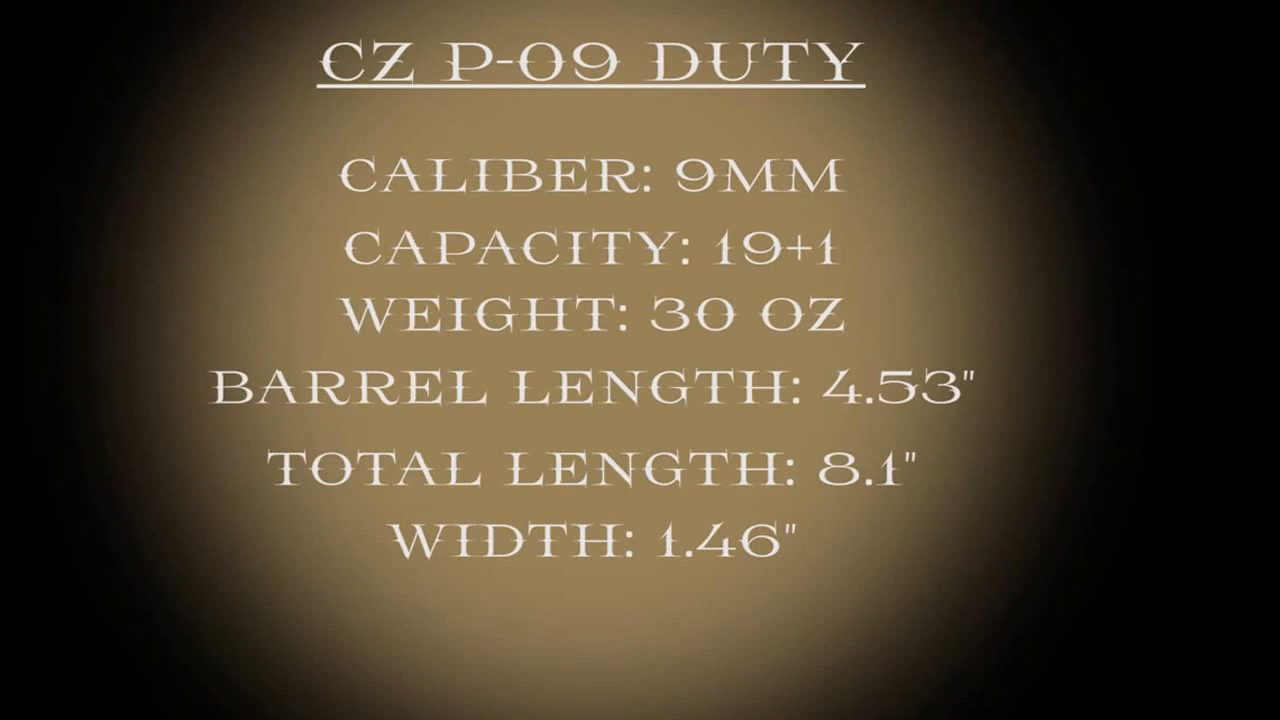 CZ P-09 DUTY
CALIBER: 9MM
CAPACITY: 19+1
WEIGHT: 30 OZ
BARREL LENGTH: 4.53"
TOTAL LENGTH: 8.1"
WIDTH: 1.46"